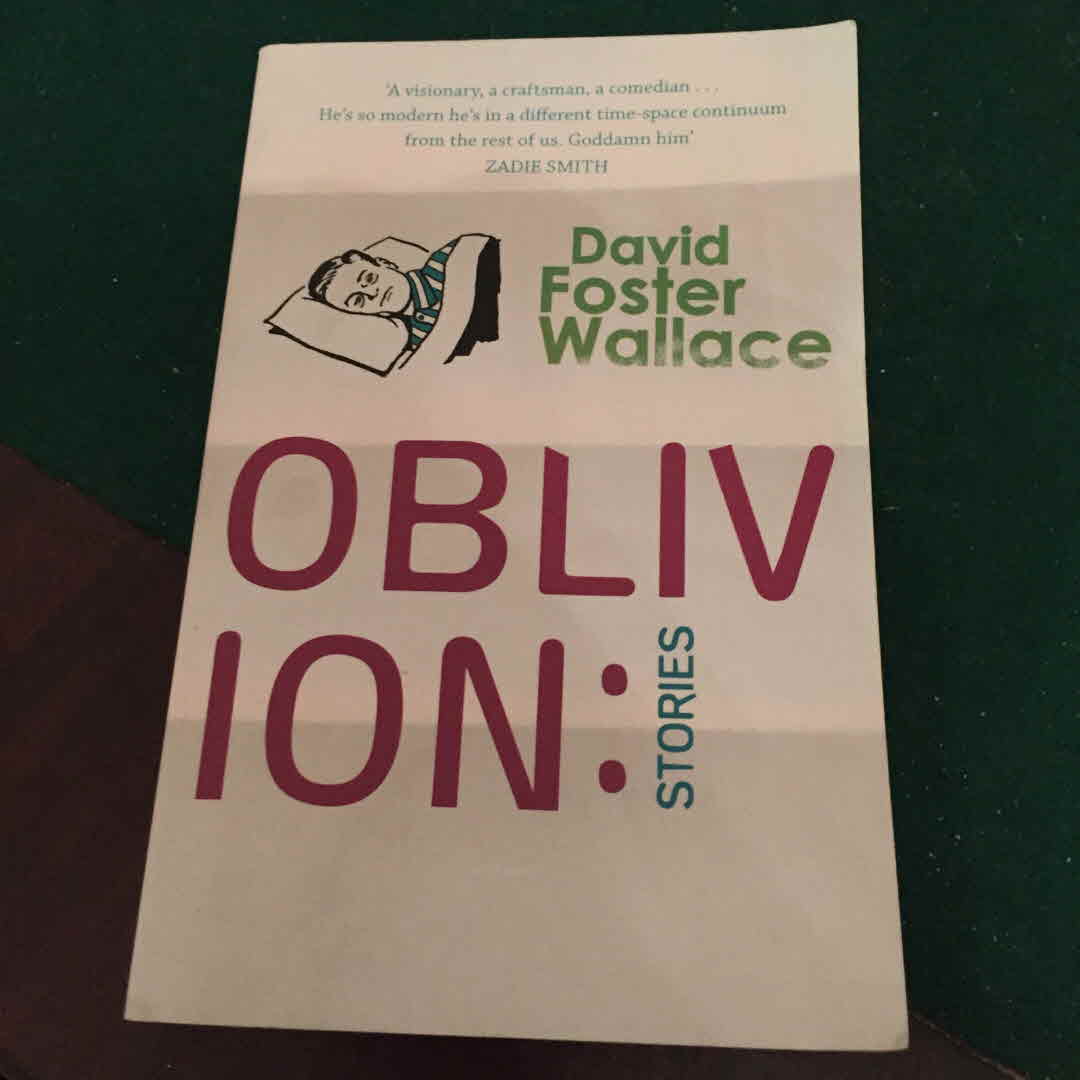 'A visionary, a craftsman, a comedian . . .
He's so modern he's in a different time-space continuum
from the rest of us. Goddamn him'
ZADIE SMITH
David
Foster
Wallace
OBLIV
ION:
STORIES